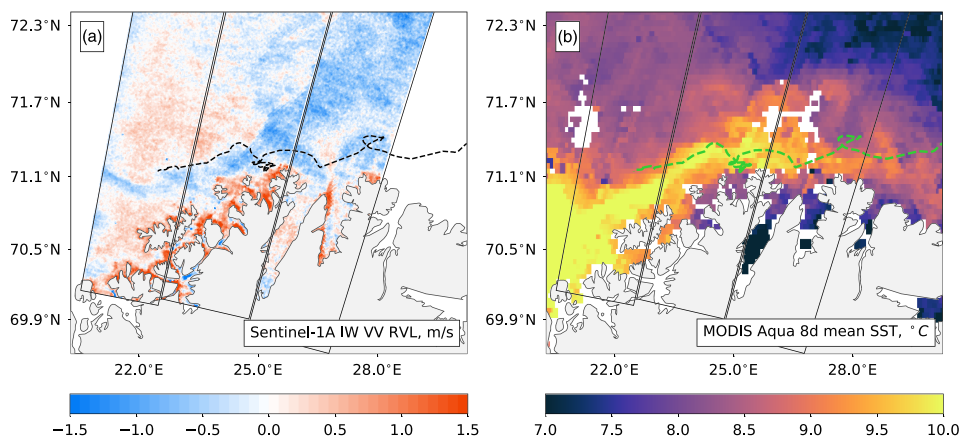 (a)
72.3°N
71.7°N
71.1°N
70.5°N
69.9°N
22.0°E 25.0°E 28.0°E
Sentinel-1A IW VV RVL, m/s
−1.5 −1.0 −0.5 0.0 0.5 1.0 1.5
(b)
72.3°N
71.7°N
71.1°N
70.5°N
69.9°N
22.0°E 25.0°E 28.0°E
MODIS Aqua 8d mean SST, °C
7.0 7.5 8.0 8.5 9.0 9.5 10.0